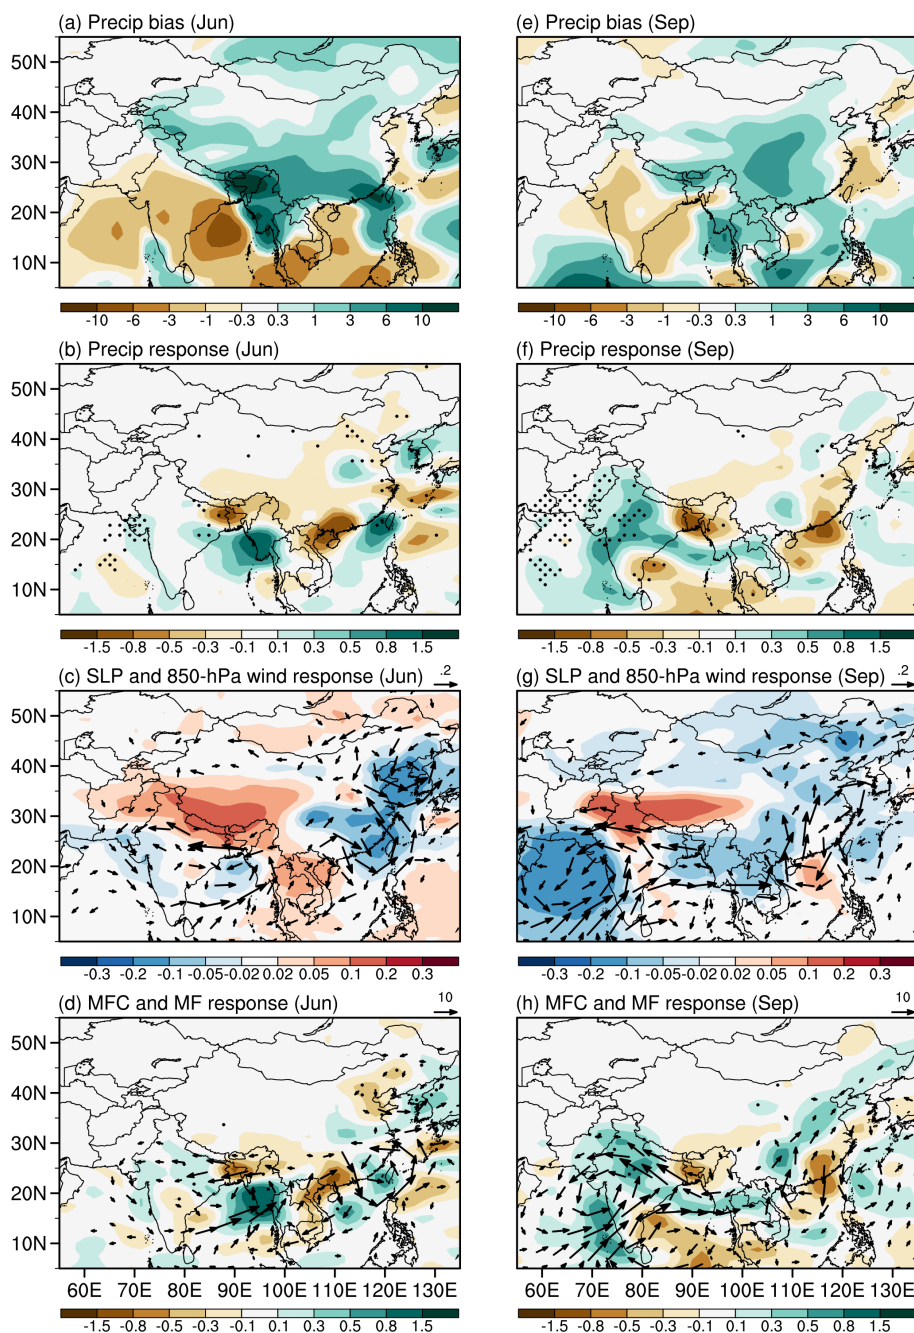 (a) Precip bias (Jun)
(e) Precip bias (Sep)
50N
40N
30N
20N
10N
-10 -6 -3 -1 -0.3 0.3 1 3 6 10
-10 -6 -3 -1 -0.3 0.3 1 3 6 10
(b) Precip response (Jun)
(f) Precip response (Sep)
50N
40N
30N
20N
10N
-1.5 -0.8 -0.5 -0.3 -0.1 0.1 0.3 0.5 0.8 1.5
-1.5 -0.8 -0.5 -0.3 -0.1 0.1 0.3 0.5 0.8 1.5
(c) SLP and 850-hPa wind response (Jun) .2
(g) SLP and 850-hPa wind response (Sep) .2
50N
40N
30N
20N
10N
-0.3 -0.2 -0.1 -0.05 -0.02 0.02 0.05 0.1 0.2 0.3
-0.3 -0.2 -0.1 -0.05 -0.02 0.02 0.05 0.1 0.2 0.3
(d) MFC and MF response (Jun) 10
(h) MFC and MF response (Sep) 10
50N
40N
30N
20N
10N
60E 70E 80E 90E 100E 110E 120E 130E
60E 70E 80E 90E 100E 110E 120E 130E
-1.5 -0.8 -0.5 -0.3 -0.1 0.1 0.3 0.5 0.8 1.5
-1.5 -0.8 -0.5 -0.3 -0.1 0.1 0.3 0.5 0.8 1.5